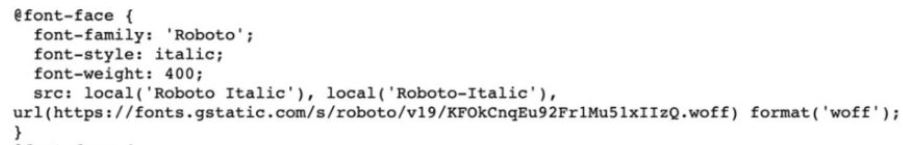 @font-face {
  font-family: 'Roboto';
  font-style: italic;
  font-weight: 400;
  src: local('Roboto Italic'), local('Roboto-Italic'),
url(https://fonts.gstatic.com/s/roboto/v19/KFOkCnqEu92Fr1Mu51xIIzQ.woff) format('woff');
}